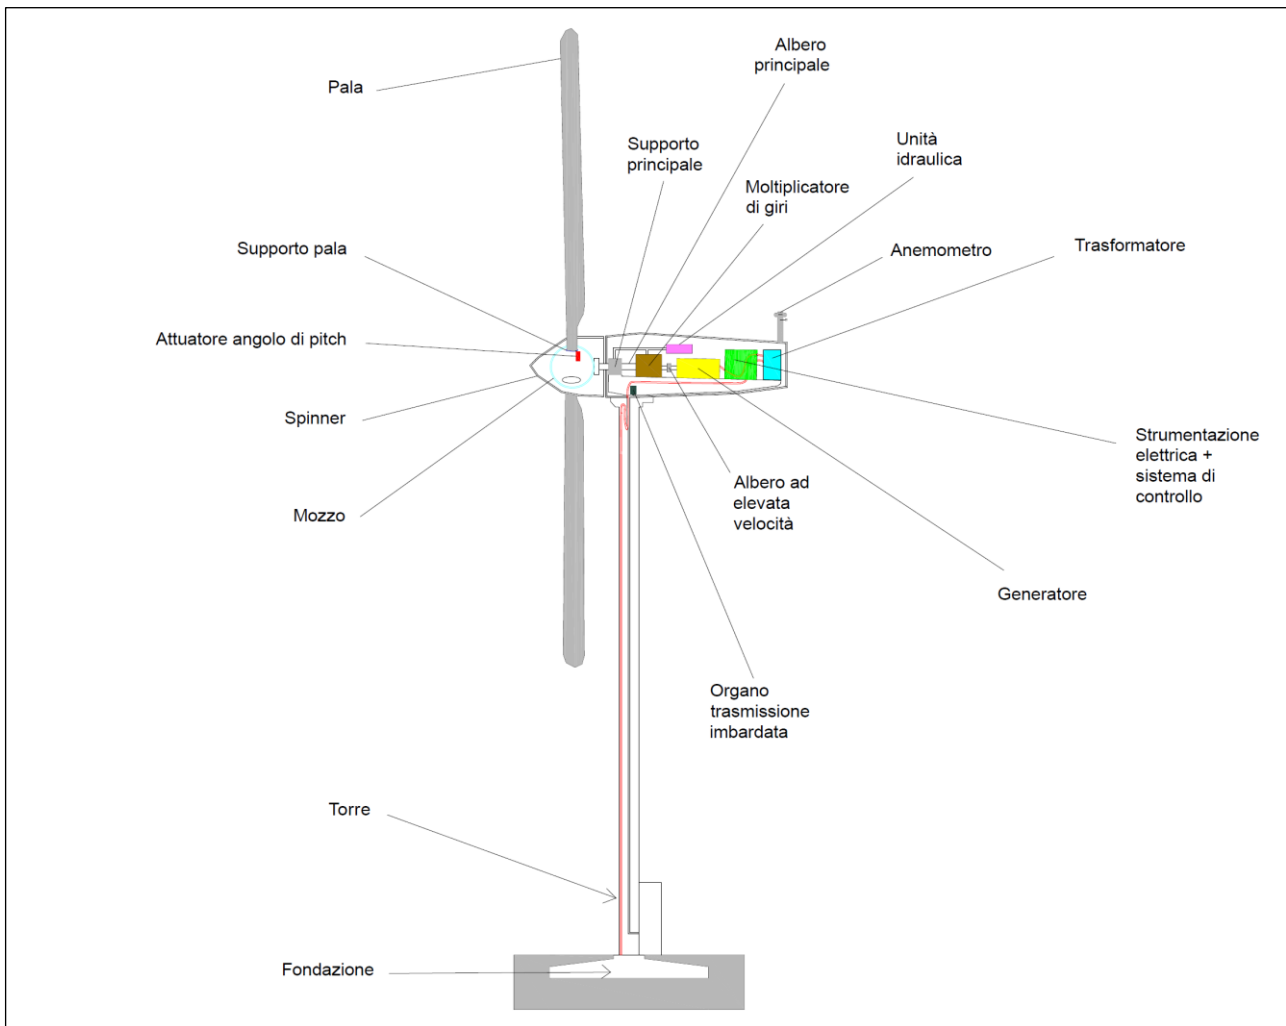 Albero
principale
Pala
Supporto
principale
Unità
idraulica
Moltiplicatore
di giri
Supporto pala
Anemometro
Trasformatore
Attuatore angolo di pitch
Spinner
Mozzo
Albero ad
elevata
velocità
Strumentazione
elettrica +
sistema di
controllo
Generatore
Organo
trasmissione
imbardata
Torre
Fondazione